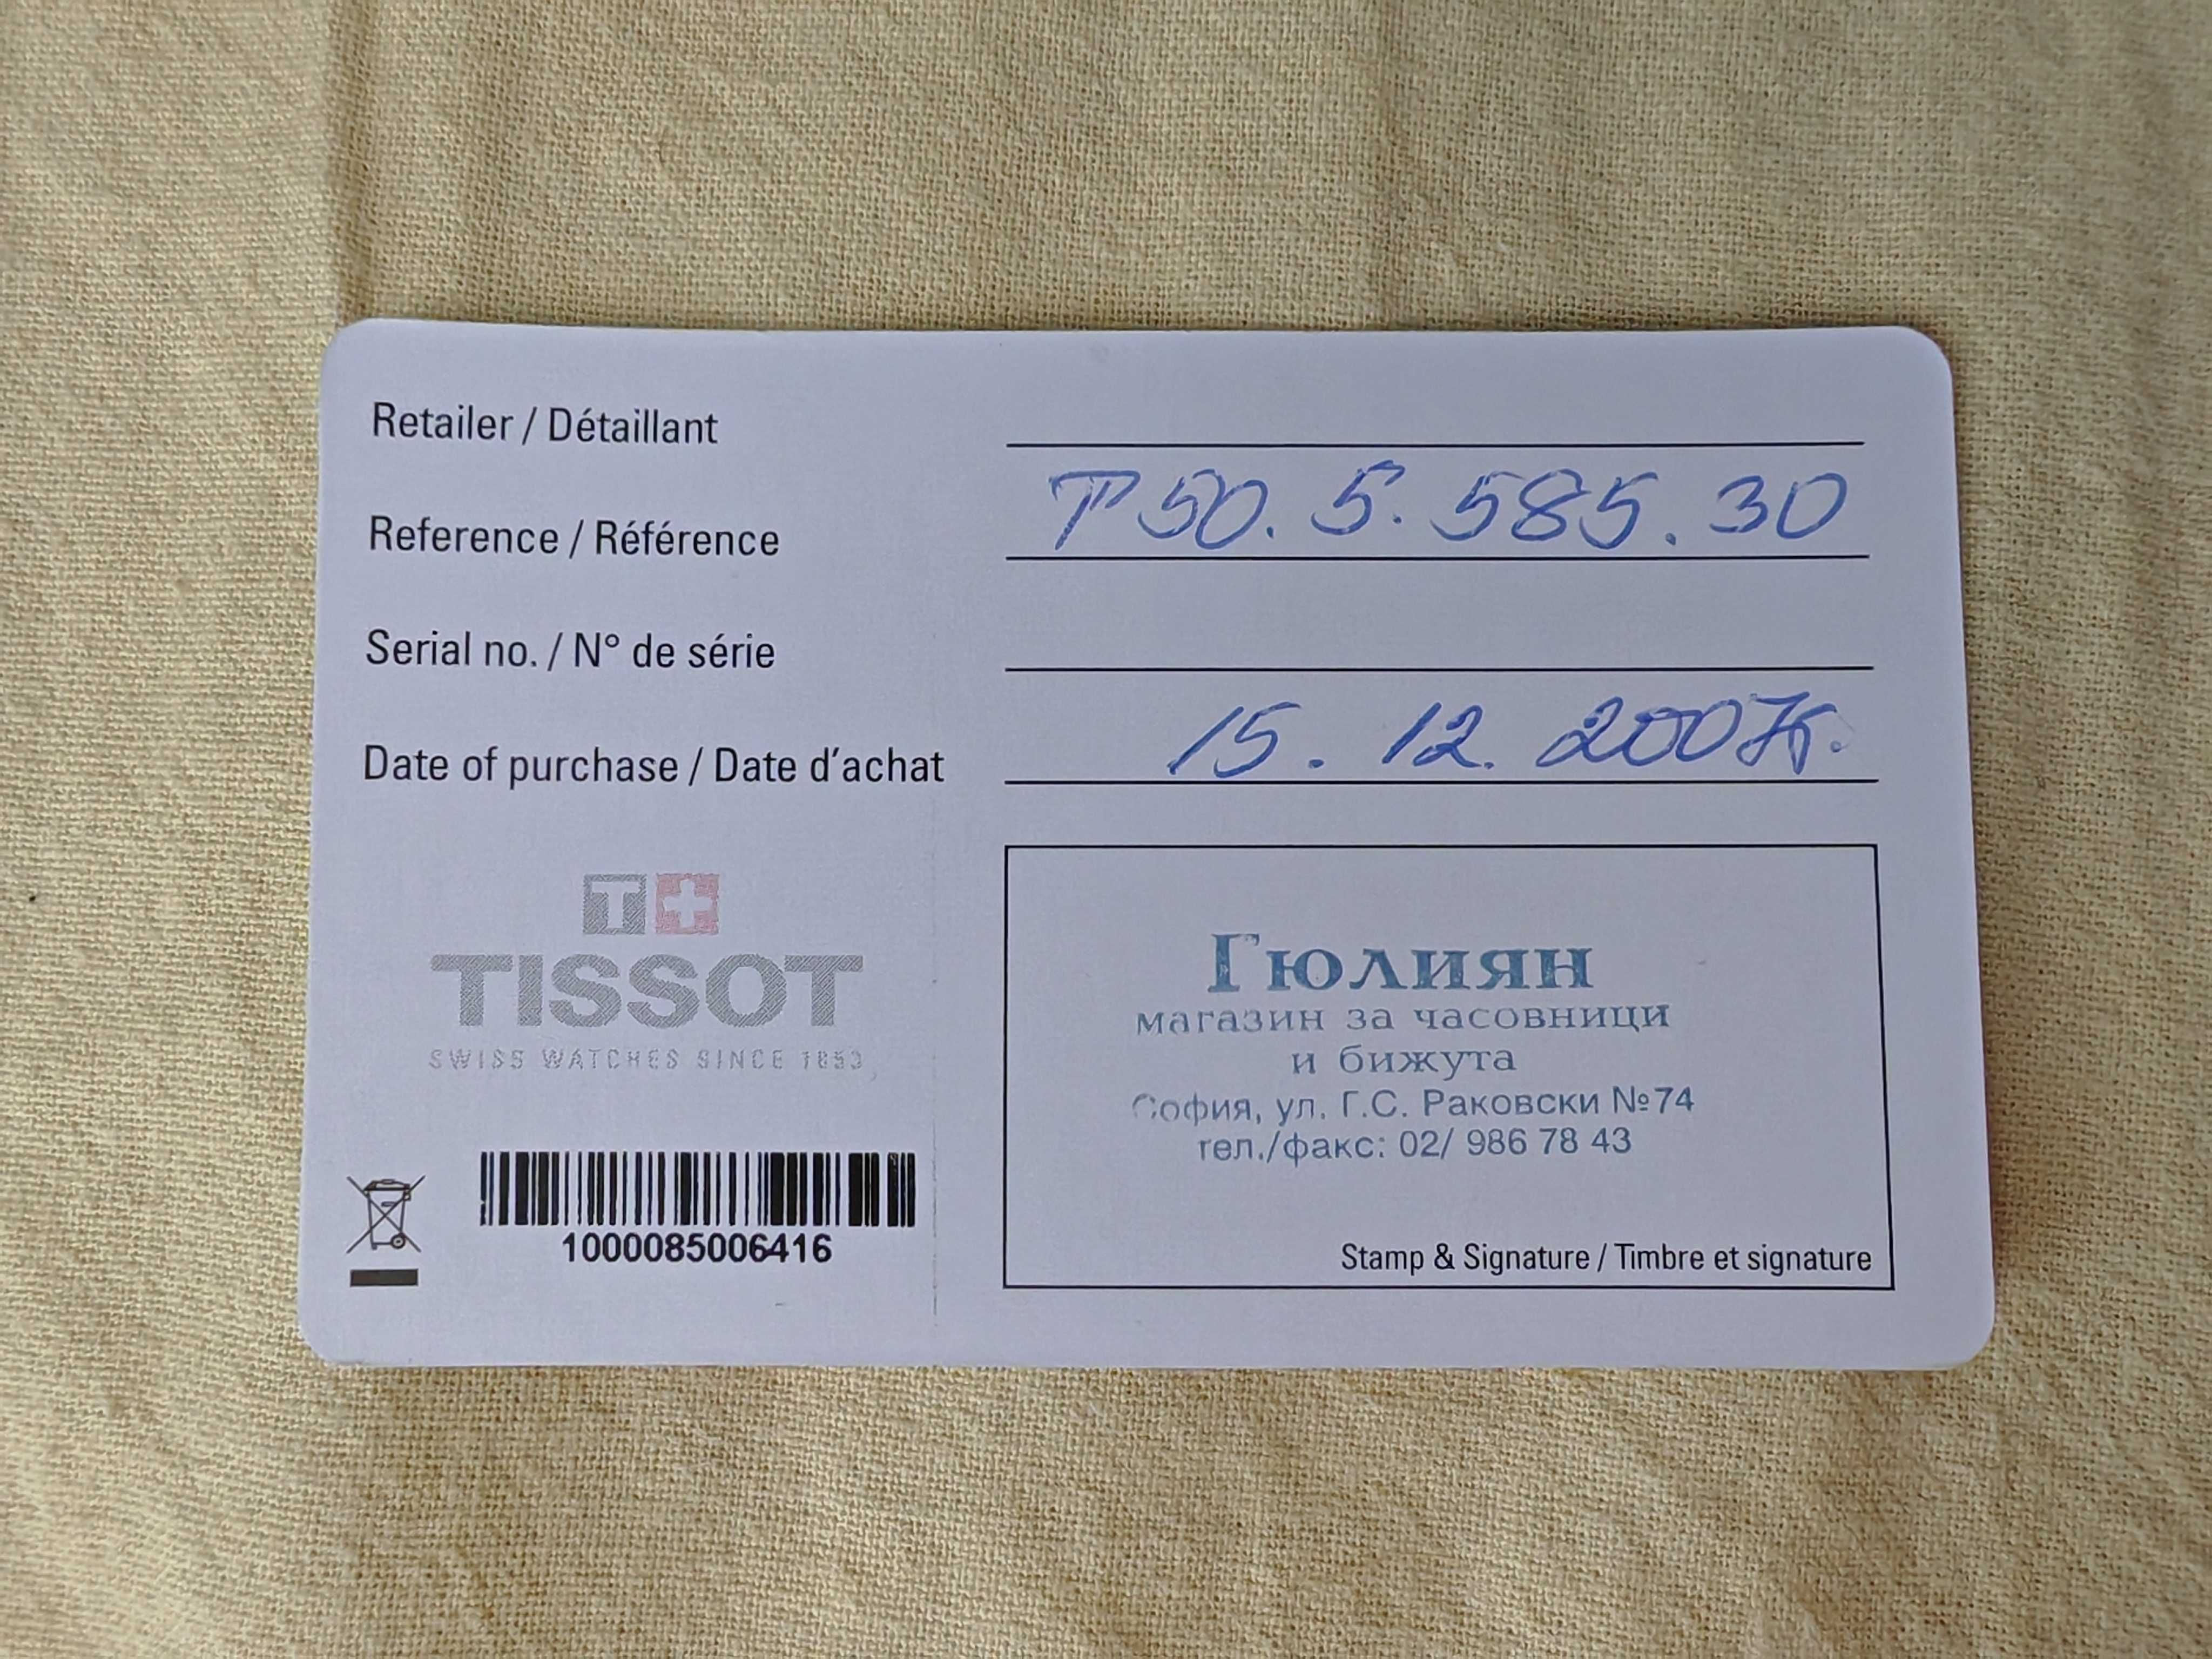 Retailer / Détaillant
Reference / Référence T50.5.585.30
Serial no. / N° de série
Date of purchase / Date d'achat 15.12.2007г.
T+
TISSOT
SWISS WATCHES SINCE 1853
1000085006416
Гюлиян
магазин за часовници
и бижута
София, ул. Г.С. Раковски №74
тел./факс: 02/ 986 78 43
Stamp & Signature / Timbre et signature